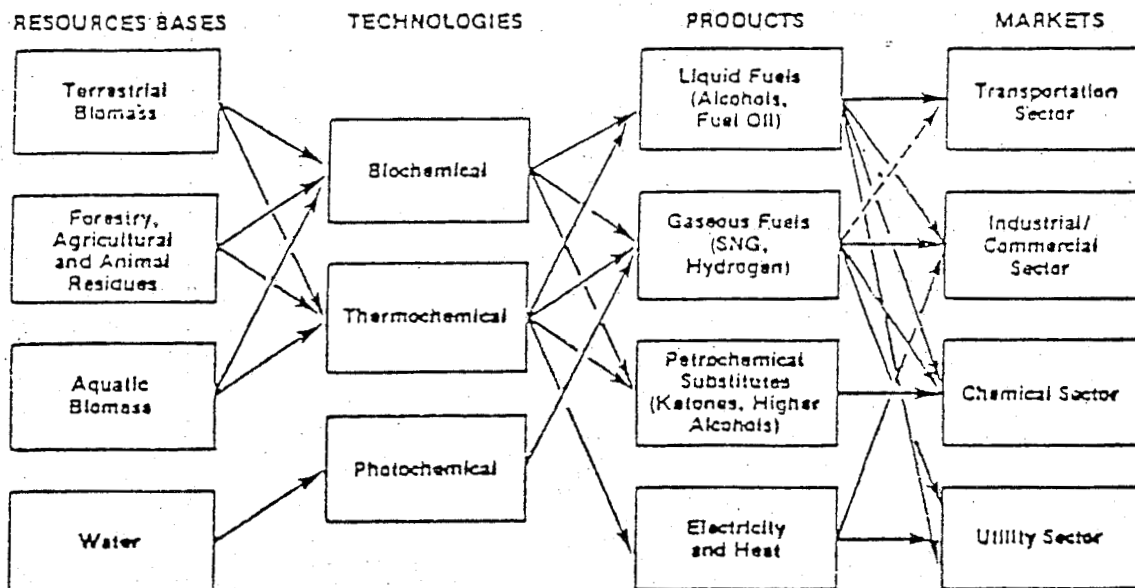 RESOURCES BASES
TECHNOLOGIES
PRODUCTS
MARKETS
Terrestrial
Biomass
Forestry,
Agricultural
and Animal
Residues
Aquatic
Biomass
Water
Biochemical
Thermochemical
Photochemical
Liquid Fuels
(Alcohols,
Fuel Oil)
Gaseous Fuels
(SNG,
Hydrogen)
Petrochemical
Substitutes
(Ketones, Higher
Alcohols)
Electricity
and Heat
Transportation
Sector
Industrial/
Commercial
Sector
Chemical Sector
Utility Sector